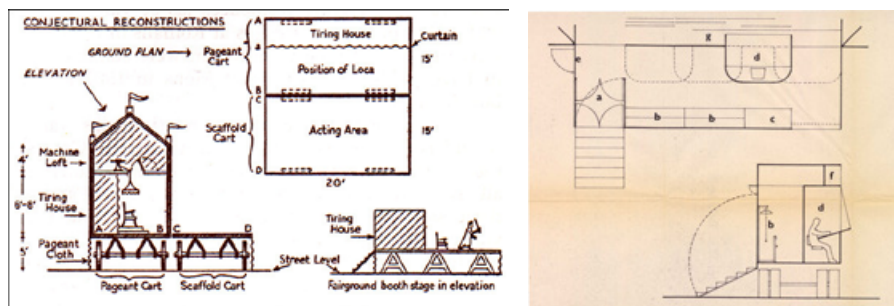 CONJECTURAL RECONSTRUCTIONS
GROUND PLAN
ELEVATION
Pageant Cart
Scaffold Cart
A
a
B
C
D
Tiring House
Curtain
Position of Loca
15'
Acting Area
15'
20'
Machine Loft
Tiring House
Pageant Cloth
4'
6'-8'
5'
A B C D
Pageant Cart
Scaffold Cart
Street Level
Tiring House
Fairground booth stage in elevation
g
e
d
a
b
b
c
f
b
d